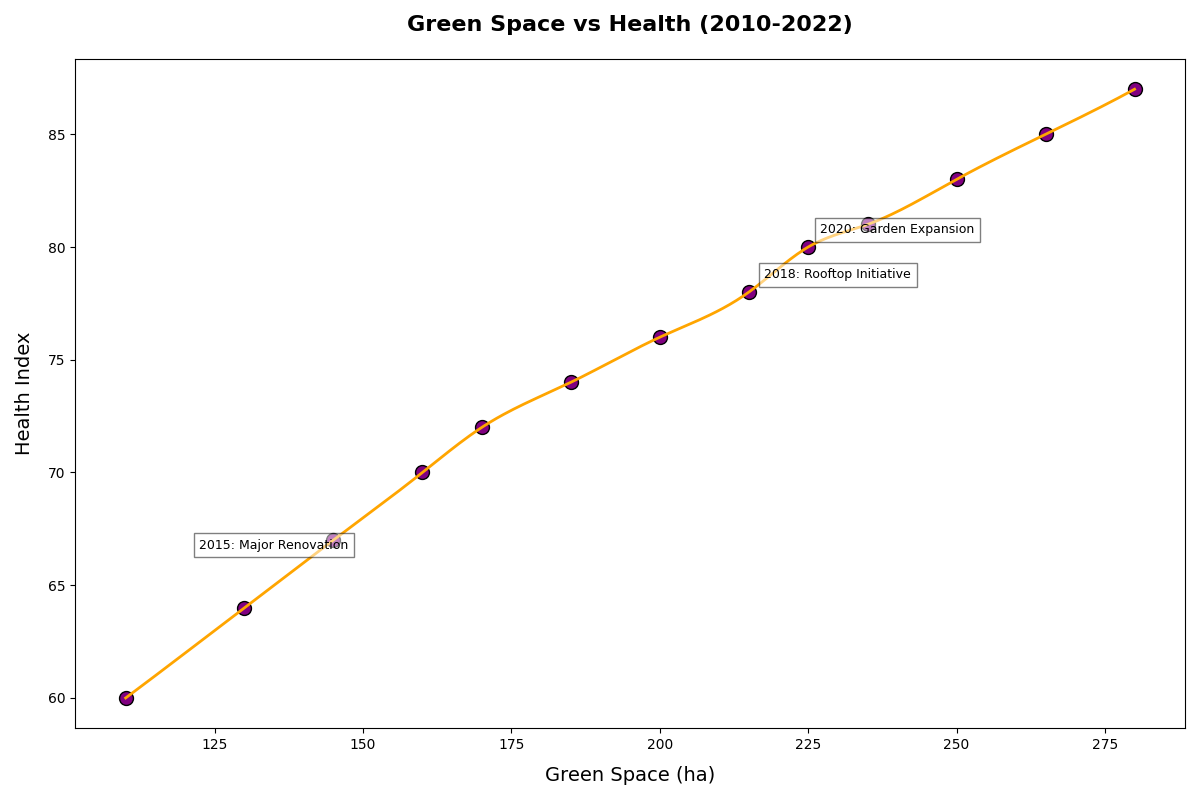 Green Space vs Health (2010-2022)
Health Index
85
80
75
70
65
60
2020: Garden Expansion
2018: Rooftop Initiative
2015: Major Renovation
125
150
175
200
225
250
275
Green Space (ha)